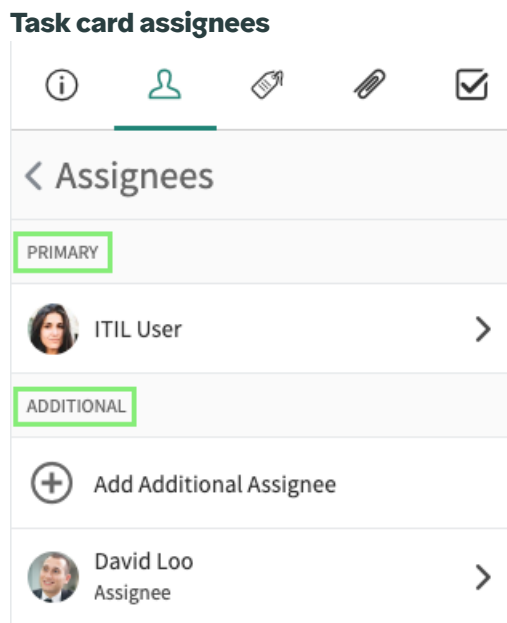 Task card assignees
Assignees
PRIMARY
ITIL User
ADDITIONAL
Add Additional Assignee
David Loo
Assignee